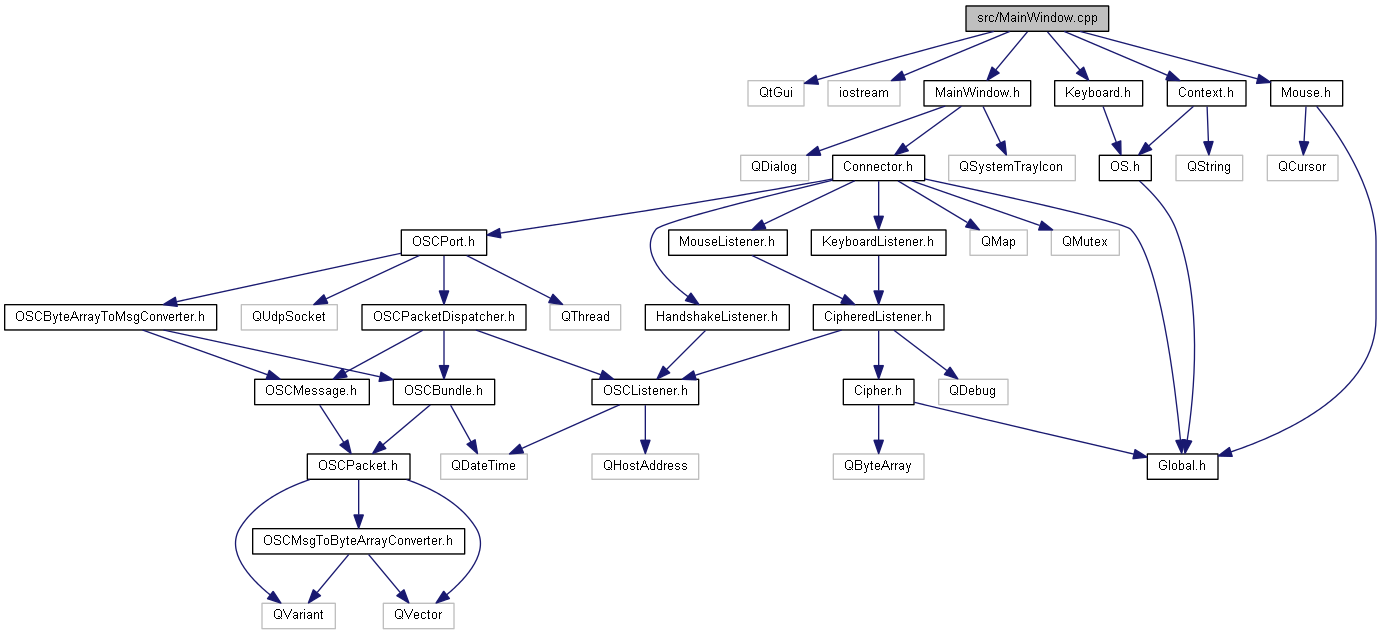 src/MainWindow.cpp
QtGui
iostream
MainWindow.h
Keyboard.h
Context.h
Mouse.h
QDialog
Connector.h
QSystemTrayIcon
OS.h
QString
QCursor
OSCPort.h
MouseListener.h
KeyboardListener.h
QMap
QMutex
OSCByteArrayToMsgConverter.h
QUdpSocket
OSCPacketDispatcher.h
QThread
HandshakeListener.h
CipheredListener.h
OSCMessage.h
OSCBundle.h
OSCListener.h
Cipher.h
QDebug
OSCPacket.h
QDateTime
QHostAddress
QByteArray
Global.h
OSCMsgToByteArrayConverter.h
QVariant
QVector